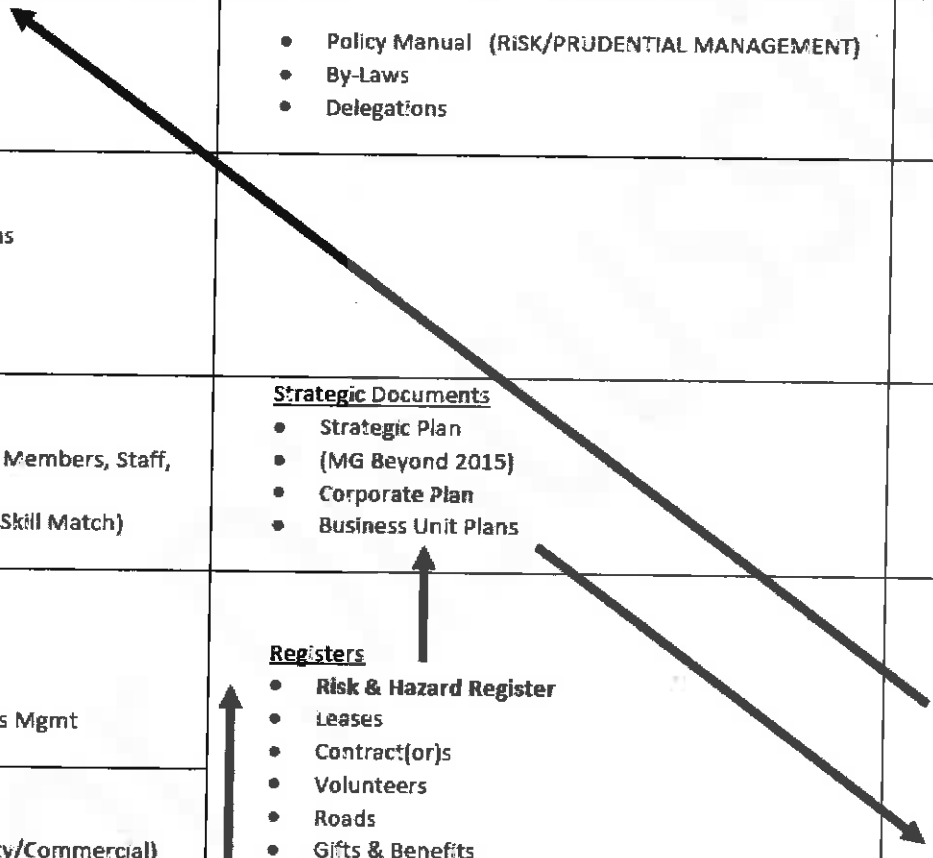 • Policy Manual (RISK/PRUDENTIAL MANAGEMENT)
• By-Laws
• Delegations
Strategic Documents
• Strategic Plan
Members, Staff,
• (MG Beyond 2015)
• Corporate Plan
Skill Match)
• Business Unit Plans
Registers
• Risk & Hazard Register
s Mgmt
• Leases
• Contract(or)s
• Volunteers
• Roads
ty/Commercial)
• Gifts & Benefits